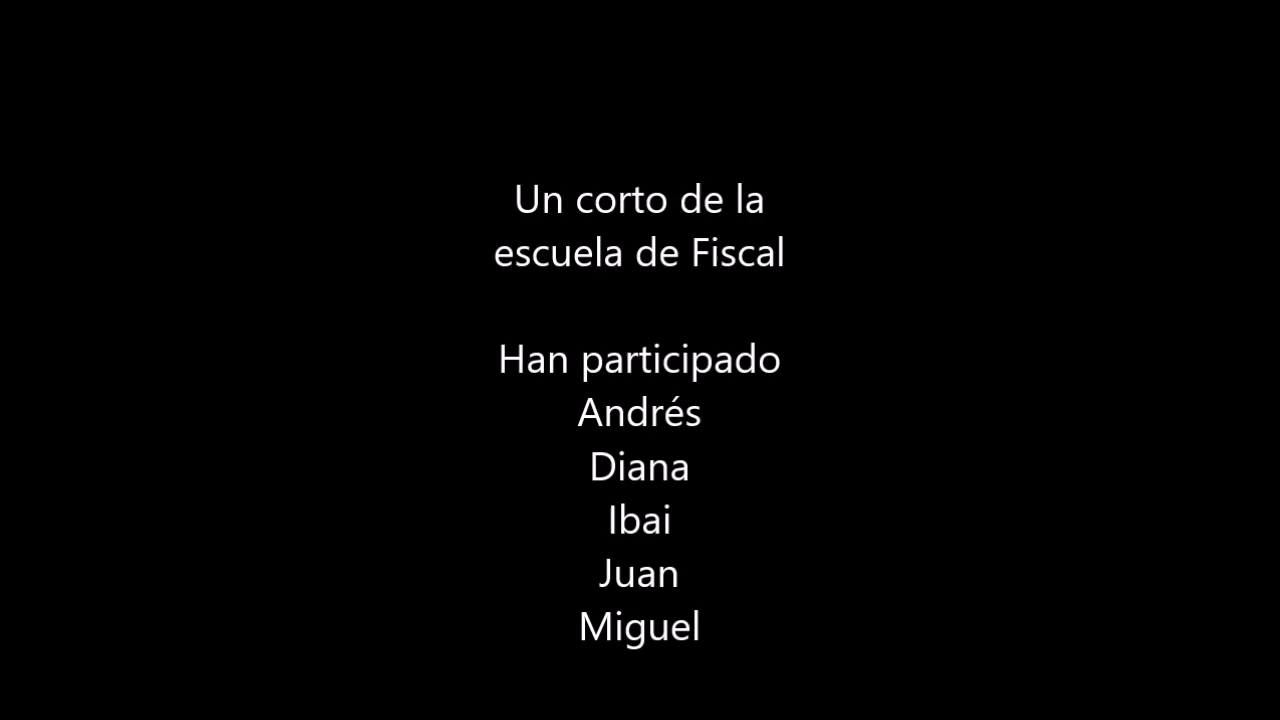 Un corto de la
escuela de Fiscal
Han participado
Andrés
Diana
Ibai
Juan
Miguel